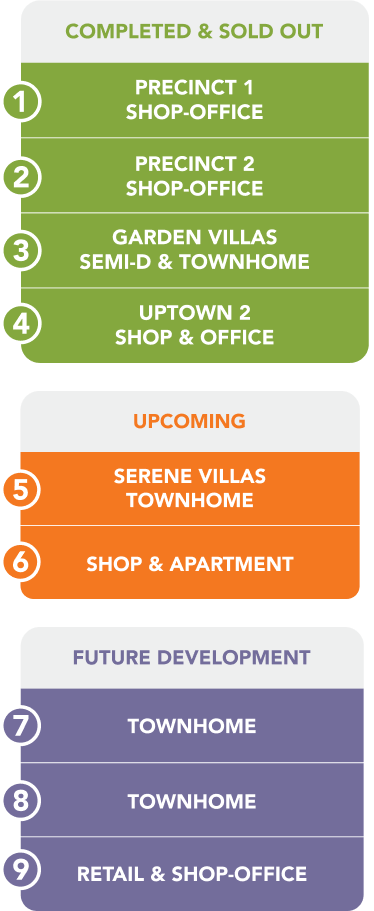 COMPLETED & SOLD OUT
1
PRECINCT 1
SHOP-OFFICE
2
PRECINCT 2
SHOP-OFFICE
3
GARDEN VILLAS
SEMI-D & TOWNHOME
4
UPTOWN 2
SHOP & OFFICE
UPCOMING
5
SERENE VILLAS
TOWNHOME
6
SHOP & APARTMENT
FUTURE DEVELOPMENT
7
TOWNHOME
8
TOWNHOME
9
RETAIL & SHOP-OFFICE